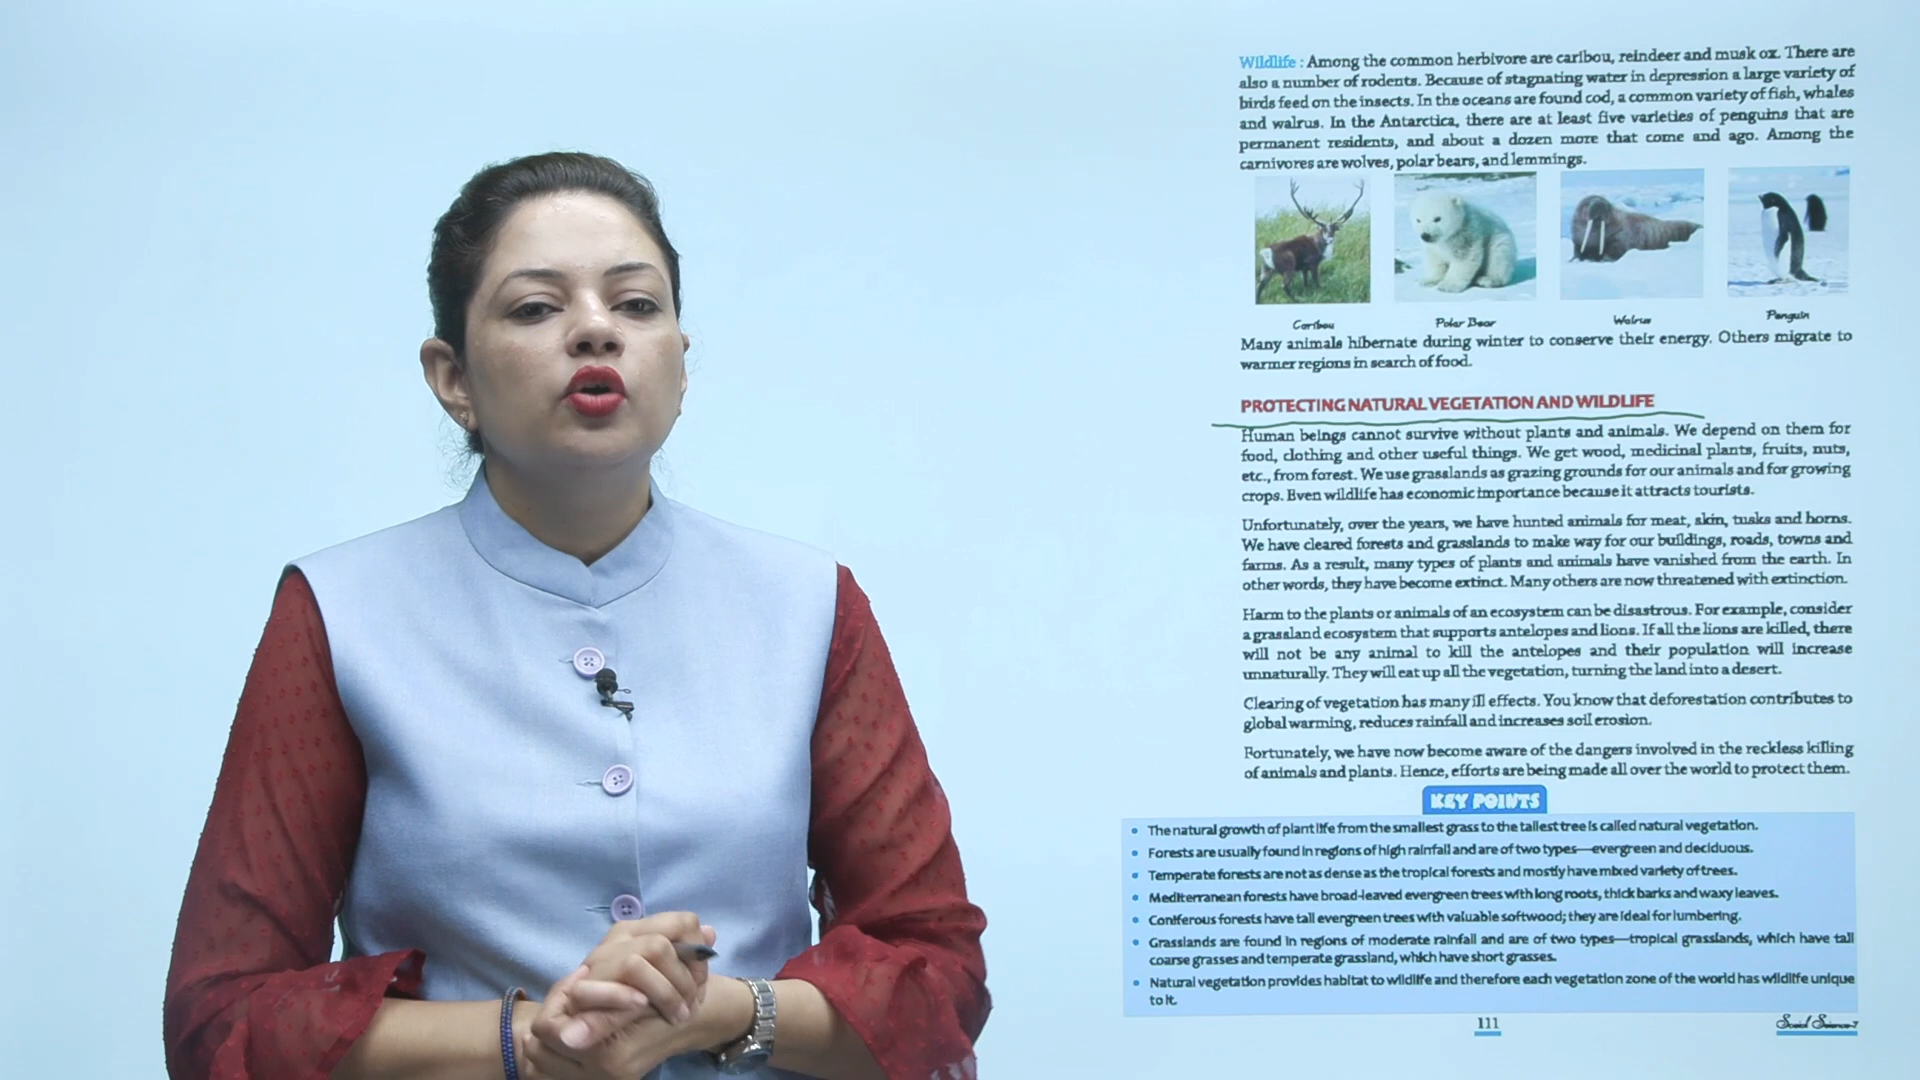 Wildlife : Among the common herbivore are caribou, reindeer and musk ox. There are
also a number of rodents. Because of stagnating water in depression a large variety of
birds feed on the insects. In the oceans are found cod, a common variety of fish, whales
and walrus. In the Antarctica, there are at least five varieties of penguins that are
permanent residents, and about a dozen more that come and ago. Among the
carnivores are wolves, polar bears, and lemmings.
Caribou Polar Bear Walrus Penguin
Many animals hibernate during winter to conserve their energy. Others migrate to
warmer regions in search of food.
PROTECTING NATURAL VEGETATION AND WILDLIFE
Human beings cannot survive without plants and animals. We depend on them for
food, clothing and other useful things. We get wood, medicinal plants, fruits, nuts,
etc., from forest. We use grasslands as grazing grounds for our animals and for growing
crops. Even wildlife has economic importance because it attracts tourists.
Unfortunately, over the years, we have hunted animals for meat, skin, tusks and horns.
We have cleared forests and grasslands to make way for our buildings, roads, towns and
farms. As a result, many types of plants and animals have vanished from the earth. In
other words, they have become extinct. Many others are now threatened with extinction.
Harm to the plants or animals of an ecosystem can be disastrous. For example, consider
a grassland ecosystem that supports antelopes and lions. If all the lions are killed, there
will not be any animal to kill the antelopes and their population will increase
unnaturally. They will eat up all the vegetation, turning the land into a desert.
Clearing of vegetation has many ill effects. You know that deforestation contributes to
global warming, reduces rainfall and increases soil erosion.
Fortunately, we have now become aware of the dangers involved in the reckless killing
of animals and plants. Hence, efforts are being made all over the world to protect them.
KEY POINTS
• The natural growth of plant life from the smallest grass to the tallest tree is called natural vegetation.
• Forests are usually found in regions of high rainfall and are of two types—evergreen and deciduous.
• Temperate forests are not as dense as the tropical forests and mostly have mixed variety of trees.
• Mediterranean forests have broad-leaved evergreen trees with long roots, thick barks and waxy leaves.
• Coniferous forests have tall evergreen trees with valuable softwood; they are ideal for lumbering.
• Grasslands are found in regions of moderate rainfall and are of two types—tropical grasslands, which have tall
coarse grasses and temperate grassland, which have short grasses.
• Natural vegetation provides habitat to wildlife and therefore each vegetation zone of the world has wildlife unique
to it.
111 Social Science-7